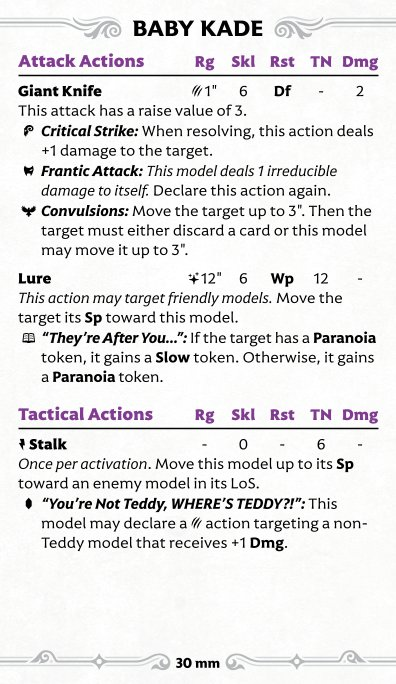 BABY KADE
Attack Actions Rg Skl Rst TN Dmg
Giant Knife 1" 6 Df - 2
This attack has a raise value of 3.
Critical Strike: When resolving, this action deals
+1 damage to the target.
Frantic Attack: This model deals 1 irreducible
damage to itself. Declare this action again.
Convulsions: Move the target up to 3". Then the
target must either discard a card or this model
may move it up to 3".
Lure 12" 6 Wp 12 -
This action may target friendly models. Move the
target its Sp toward this model.
“They’re After You...”: If the target has a Paranoia
token, it gains a Slow token. Otherwise, it gains
a Paranoia token.
Tactical Actions Rg Skl Rst TN Dmg
Stalk - 0 - 6 -
Once per activation. Move this model up to its Sp
toward an enemy model in its LoS.
“You’re Not Teddy, WHERE’S TEDDY?!”: This
model may declare a action targeting a non-
Teddy model that receives +1 Dmg.
30 mm